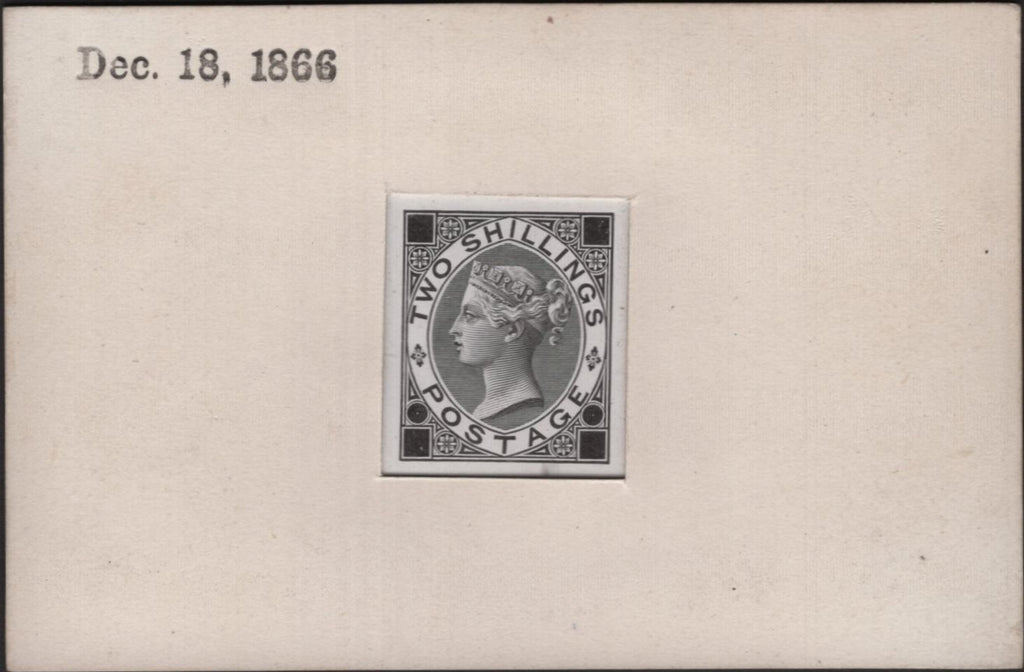 Dec. 18, 1866
TWO SHILLINGS
POSTAGE